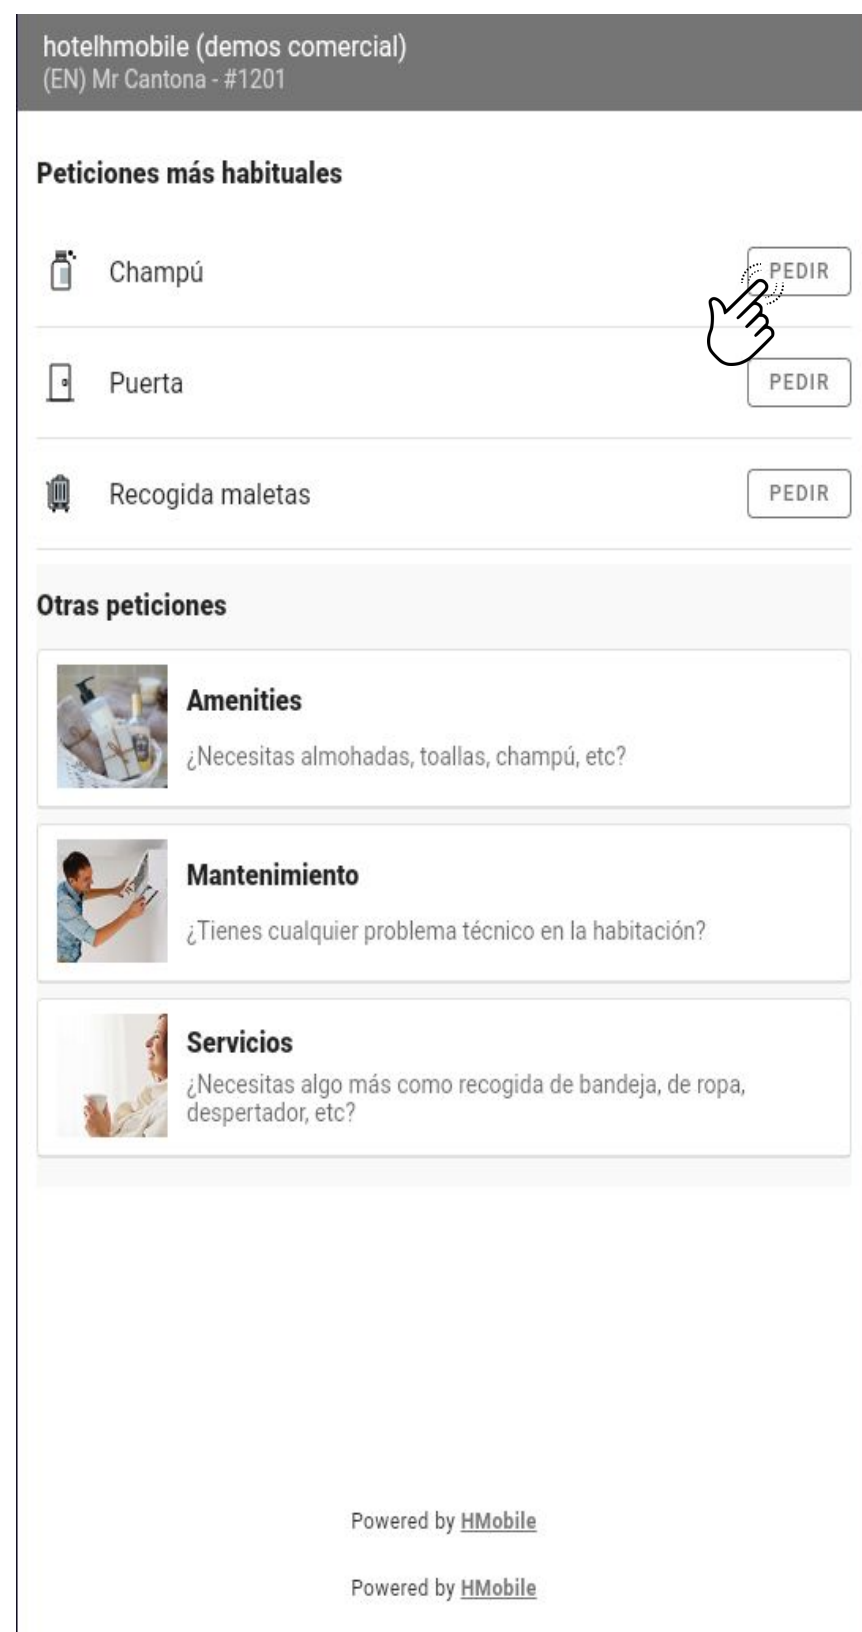 hotelhmobile (demos comercial)
(EN) Mr Cantona - #1201
Peticiones más habituales
Champú
PEDIR
Puerta
PEDIR
Recogida maletas
PEDIR
Otras peticiones
Amenities
¿Necesitas almohadas, toallas, champú, etc?
Mantenimiento
¿Tienes cualquier problema técnico en la habitación?
Servicios
¿Necesitas algo más como recogida de bandeja, de ropa,
despertador, etc?
Powered by HMobile
Powered by HMobile